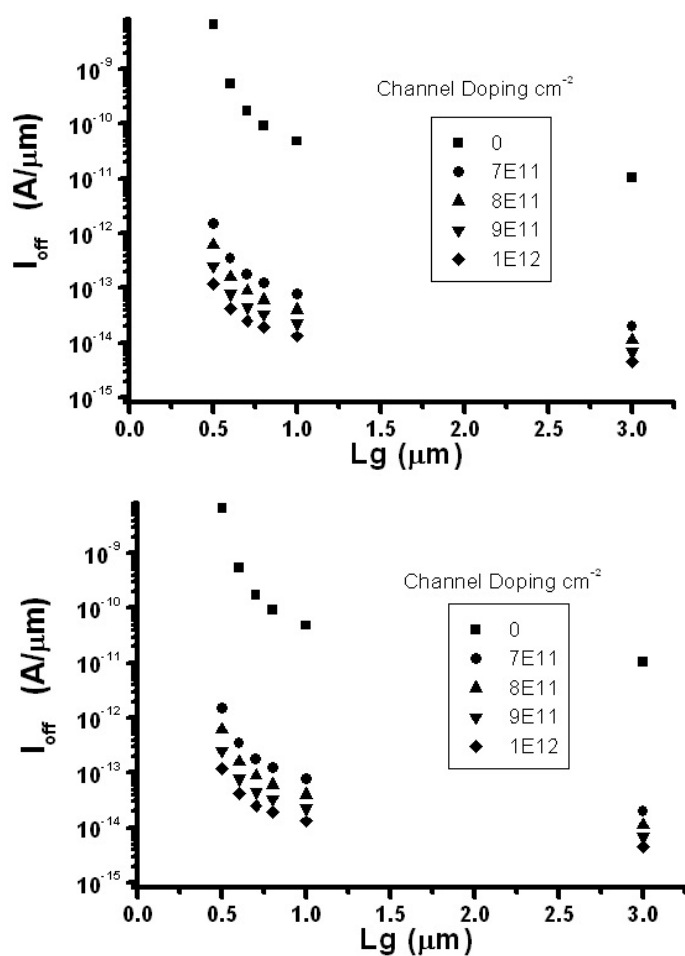 I_off (A/μm)
10^-9
10^-10
10^-11
10^-12
10^-13
10^-14
10^-15
Channel Doping cm^-2
0
7E11
8E11
9E11
1E12
0.0 0.5 1.0 1.5 2.0 2.5 3.0
Lg (μm)
I_off (A/μm)
10^-9
10^-10
10^-11
10^-12
10^-13
10^-14
10^-15
Channel Doping cm^-2
0
7E11
8E11
9E11
1E12
0.0 0.5 1.0 1.5 2.0 2.5 3.0
Lg (μm)